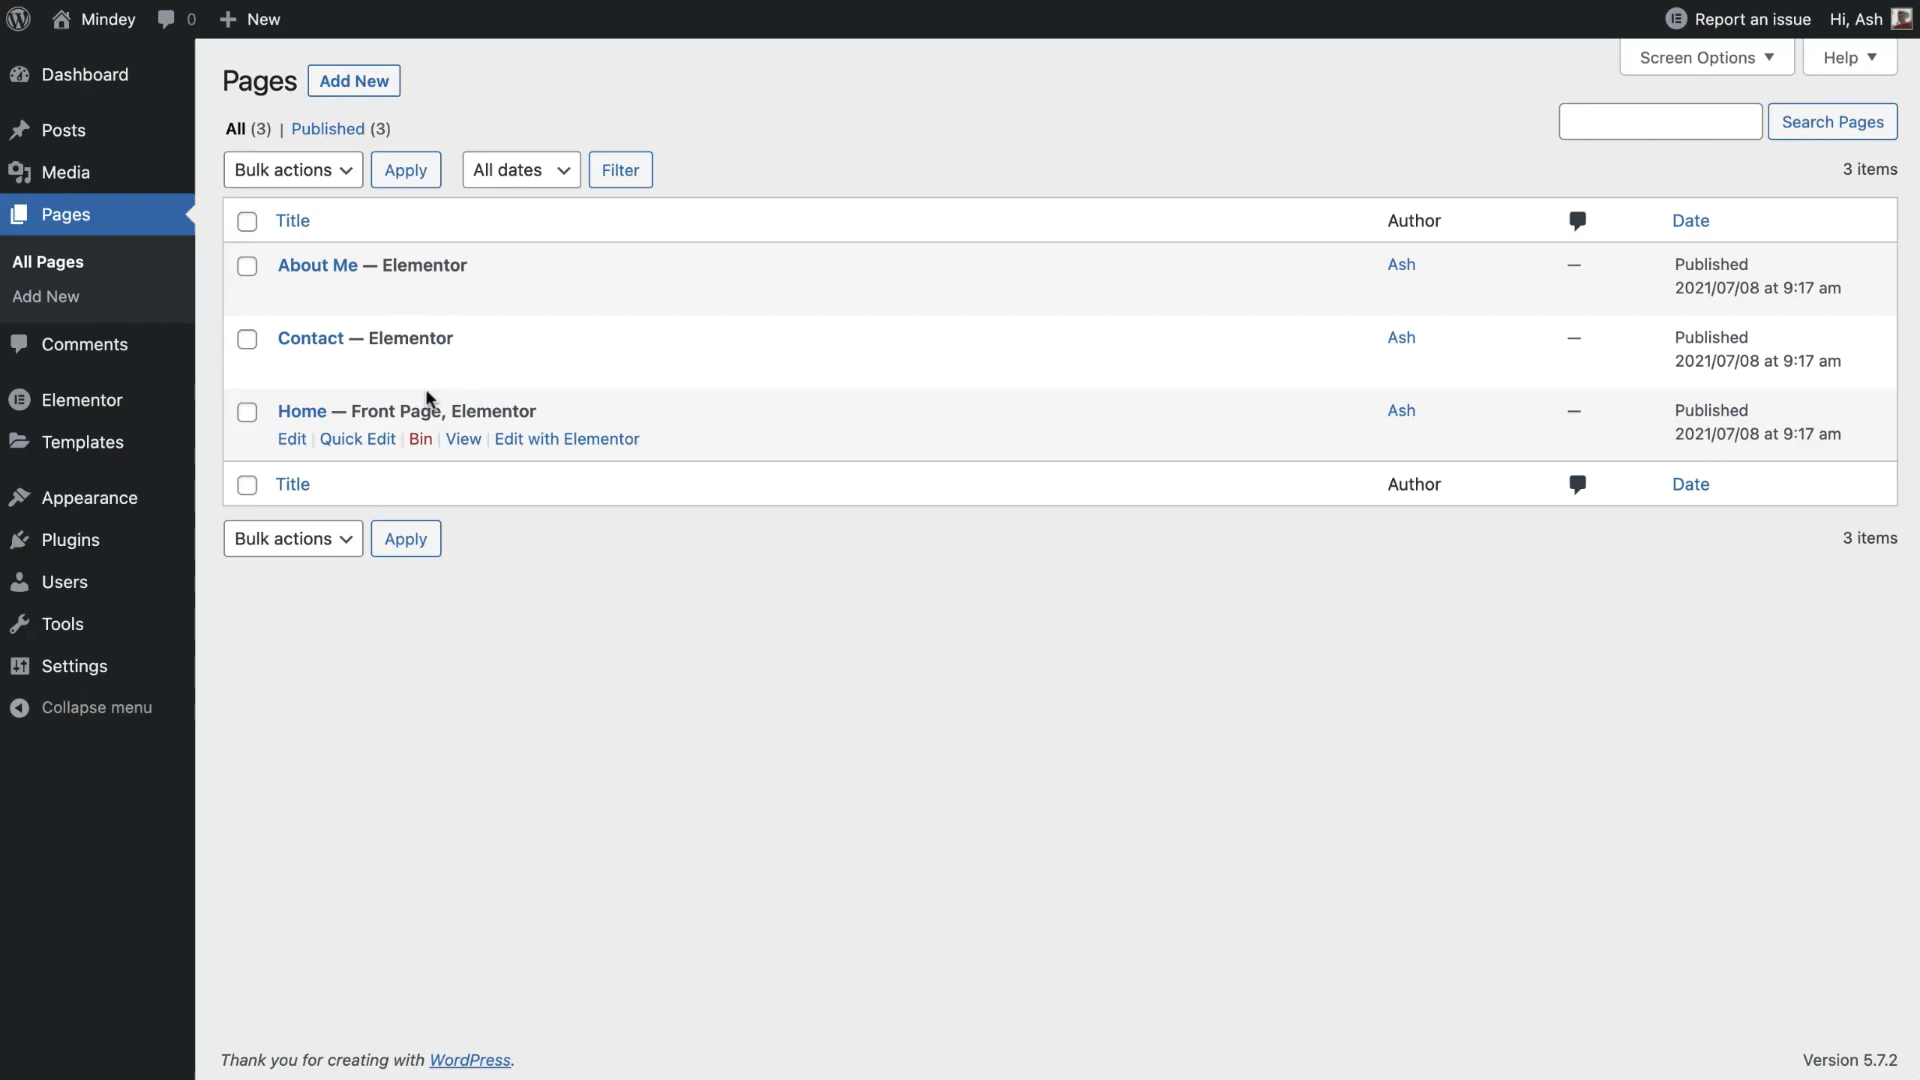 Mindey 0 New Report an issue Hi, Ash
Dashboard
Posts
Media
Pages
All Pages
Add New
Comments
Elementor
Templates
Appearance
Plugins
Users
Tools
Settings
Collapse menu
Screen Options ▼ Help ▼
Pages Add New
All (3) | Published (3)
Search Pages
Bulk actions Apply All dates Filter 3 items
Title Author Date
About Me — Elementor Ash — Published
2021/07/08 at 9:17 am
Contact — Elementor Ash — Published
2021/07/08 at 9:17 am
Home — Front Page, Elementor Ash — Published
Edit | Quick Edit | Bin | View | Edit with Elementor 2021/07/08 at 9:17 am
Title Author Date
Bulk actions Apply 3 items
Thank you for creating with WordPress. Version 5.7.2